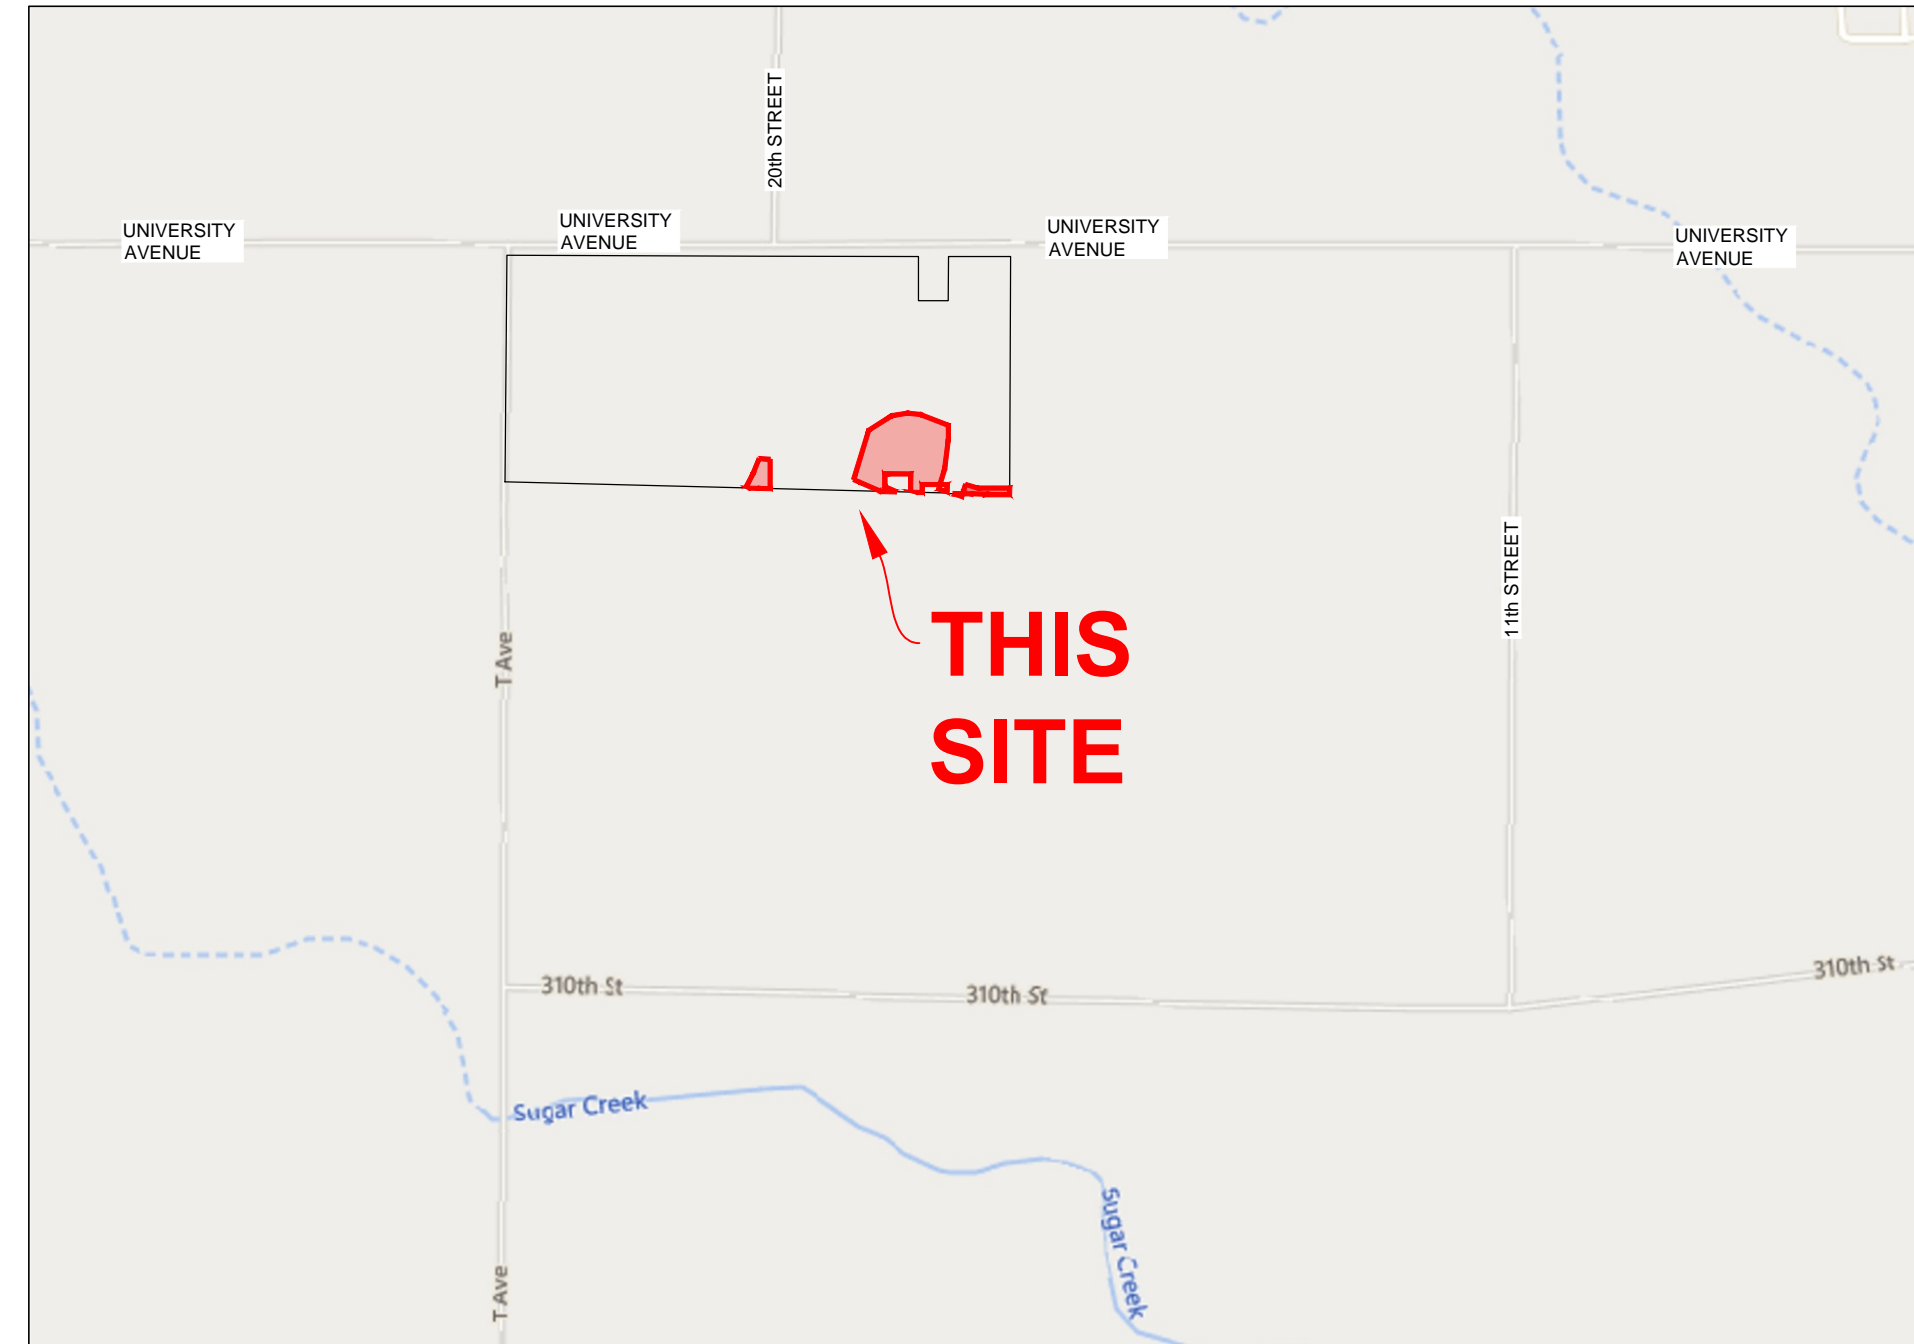 20th STREET
UNIVERSITY
AVENUE
UNIVERSITY
AVENUE
UNIVERSITY
AVENUE
UNIVERSITY
AVENUE
11th STREET
THIS
SITE
T Ave
310th St
310th St
310th St
Sugar Creek
Sugar Creek
T Ave